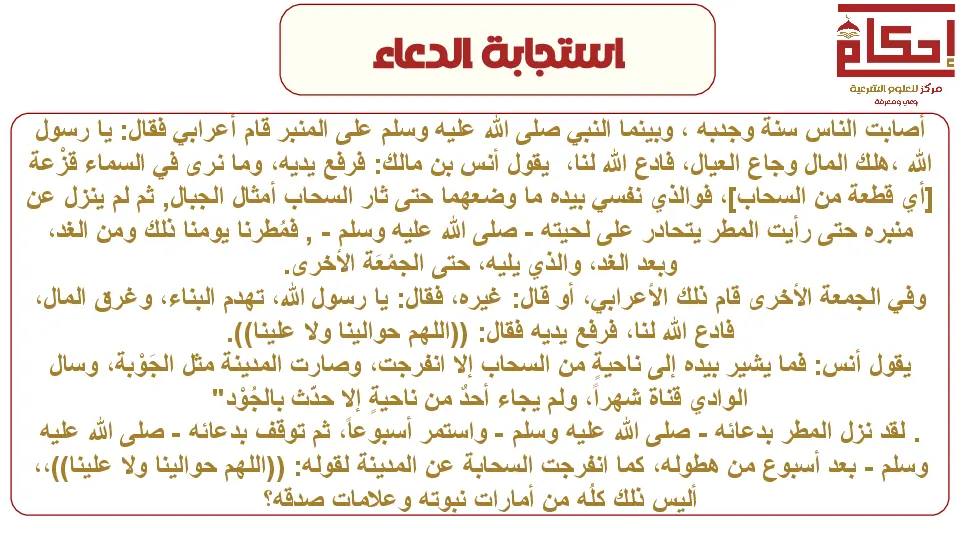 إحكام
مركز للعلوم الشرعية
وعي ومعرفة
استجابة الدعاء
أصابت الناس سنة وجدبه ، وبينما النبي صلى الله عليه وسلم على المنبر قام أعرابي فقال: يا رسول
الله ،هلك المال وجاع العيال، فادع الله لنا، يقول أنس بن مالك: فرفع يديه، وما نرى في السماء قزْعة
[أي قطعة من السحاب]، فوالذي نفسي بيده ما وضعهما حتى ثار السحاب أمثال الجبال, ثم لم ينزل عن
منبره حتى رأيت المطر يتحادر على لحيته - صلى الله عليه وسلم - , فمُطرنا يومنا ذلك ومن الغد،
وبعد الغد، والذي يليه، حتى الجمُعَة الأخرى.
وفي الجمعة الأخرى قام ذلك الأعرابي، أو قال: غيره، فقال: يا رسول الله، تهدم البناء، وغرق المال،
فادع الله لنا، فرفع يديه فقال: ((اللهم حوالينا ولا علينا)).
يقول أنس: فما يشير بيده إلى ناحيةٍ من السحاب إلا انفرجت، وصارت المدينة مثل الجَوْبة، وسال
الوادي قناة شهراً، ولم يجاء أحدٌ من ناحيةٍ إلا حدّث بالجُوْد"
. لقد نزل المطر بدعائه - صلى الله عليه وسلم - واستمر أسبوعاً، ثم توقف بدعائه - صلى الله عليه
وسلم - بعد أسبوع من هطوله، كما انفرجت السحابة عن المدينة لقوله: ((اللهم حوالينا ولا علينا))،،
أليس ذلك كلُه من أمارات نبوته وعلامات صدقه؟